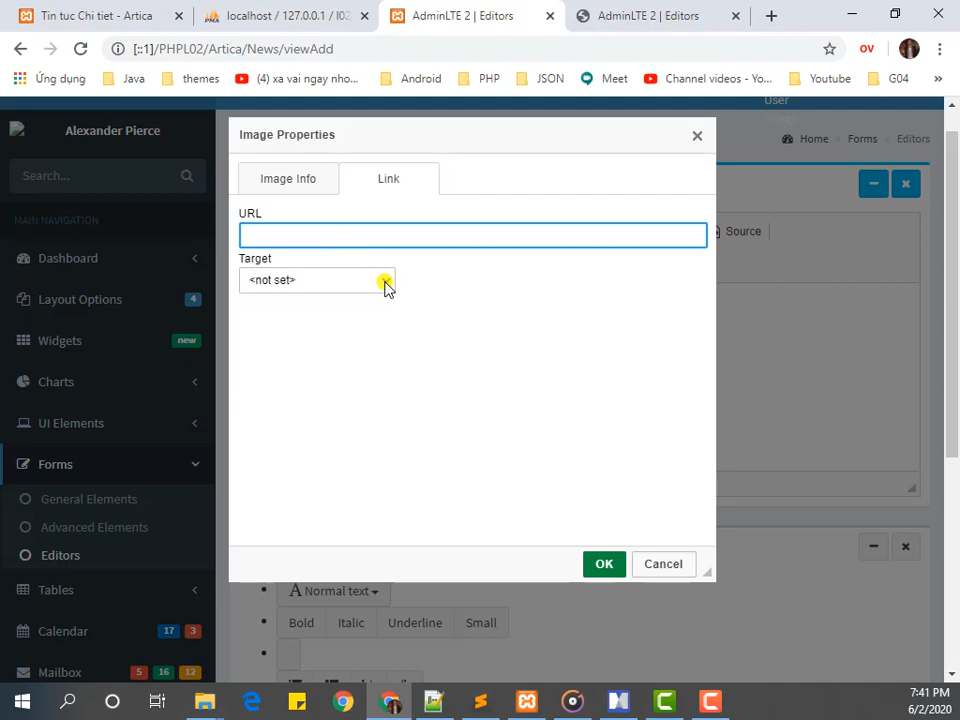 Tin tuc Chi tiet - Artica
localhost / 127.0.0.1 / l02
AdminLTE 2 | Editors
AdminLTE 2 | Editors
[::1]/PHPL02/Artica/News/viewAdd
OV
Ứng dụng
Java
themes
(4) xa vai ngay nho...
Android
PHP
JSON
Meet
Channel videos - Yo...
Youtube
G04
»
User
Alexander Pierce
Image Properties
Home
Forms
Editors
Search...
Image Info
Link
MAIN NAVIGATION
URL
Source
Dashboard
Target
<not set>
Layout Options
4
Widgets
new
Charts
UI Elements
Forms
General Elements
Advanced Elements
Editors
OK
Cancel
Tables
A Normal text
Calendar
17
3
Bold
Italic
Underline
Small
Mailbox
5
16
12
7:41 PM
6/2/2020